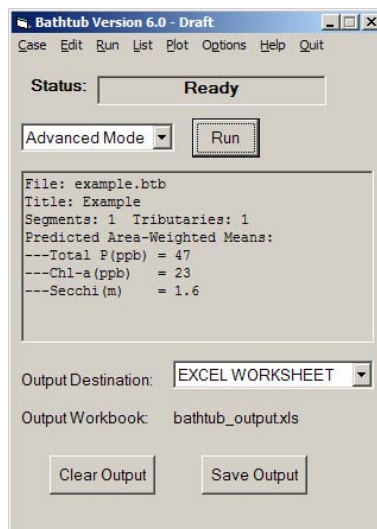 Bathtub Version 6.0 - Draft
Case Edit Run List Plot Options Help Quit
Status: Ready
Advanced Mode Run
File: example.btb
Title: Example
Segments: 1 Tributaries: 1
Predicted Area-Weighted Means:
---Total P(ppb) = 47
---Chl-a(ppb) = 23
---Secchi(m) = 1.6
Output Destination: EXCEL WORKSHEET
Output Workbook: bathtub_output.xls
Clear Output Save Output